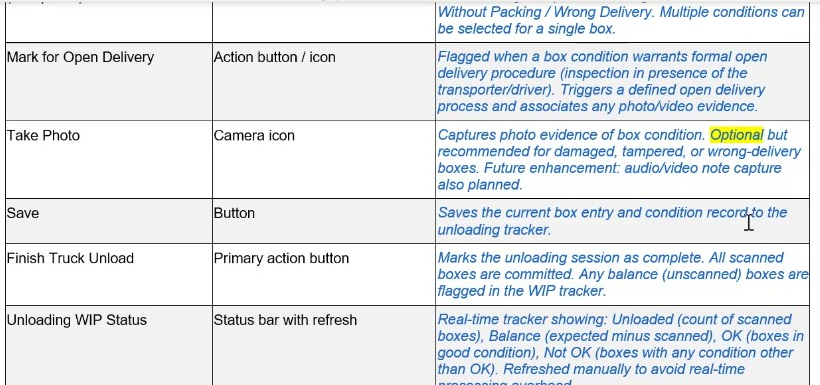 Without Packing / Wrong Delivery. Multiple conditions can
be selected for a single box.
Mark for Open Delivery
Action button / icon
Flagged when a box condition warrants formal open
delivery procedure (inspection in presence of the
transporter/driver). Triggers a defined open delivery
process and associates any photo/video evidence.
Take Photo
Camera icon
Captures photo evidence of box condition. Optional but
recommended for damaged, tampered, or wrong-delivery
boxes. Future enhancement: audio/video note capture
also planned.
Save
Button
Saves the current box entry and condition record to the
unloading tracker.
Finish Truck Unload
Primary action button
Marks the unloading session as complete. All scanned
boxes are committed. Any balance (unscanned) boxes are
flagged in the WIP tracker.
Unloading WIP Status
Status bar with refresh
Real-time tracker showing: Unloaded (count of scanned
boxes), Balance (expected minus scanned), OK (boxes in
good condition), Not OK (boxes with any condition other
than OK). Refreshed manually to avoid real-time
processing overhead.